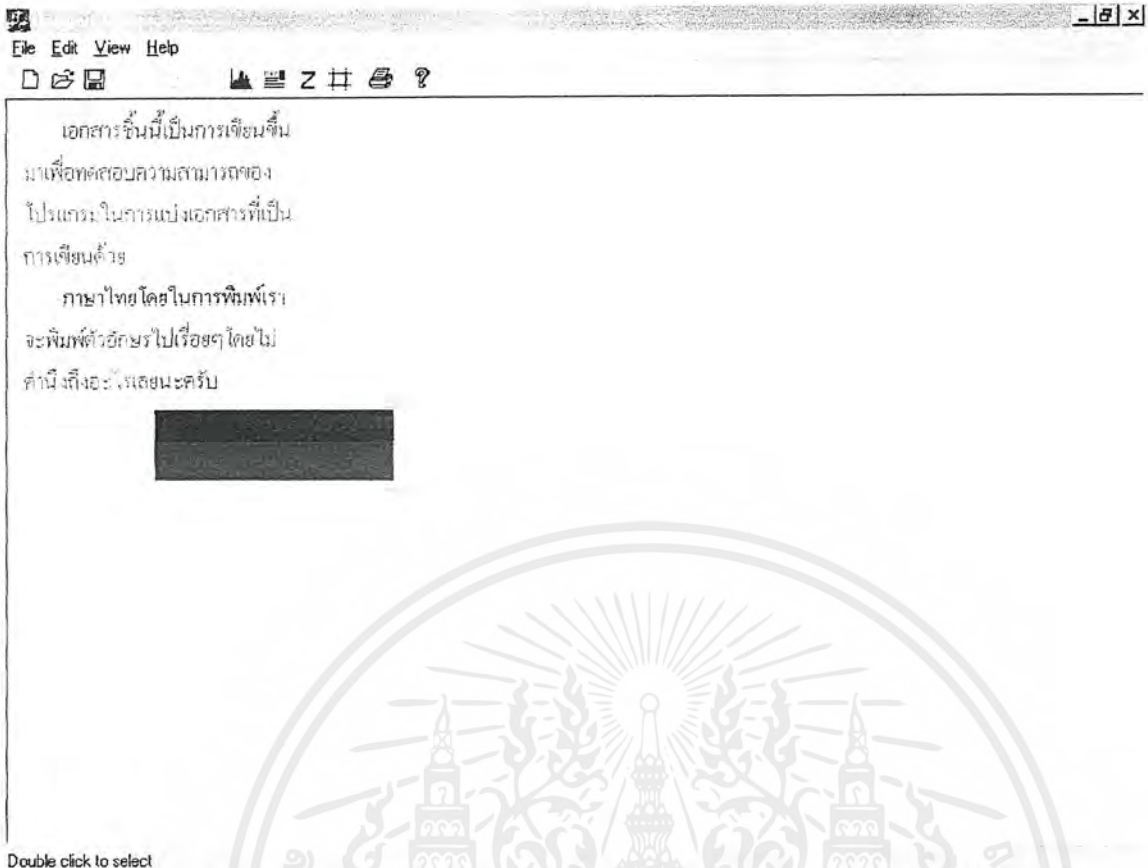 File Edit View Help
Z ?
เอกสารชิ้นนี้เป็นการเขียนขึ้น
มาเพื่อทดสอบความสามารถของ
โปรแกรมในการแบ่งเอกสารที่เป็น
การเขียนด้วย
ภาษาไทยโดยในการพิมพ์เรา
จะพิมพ์ตัวอักษรไปเรื่อยๆโดยไม่
คำนึงถึงอะไรเลยนะครับ
Double click to select